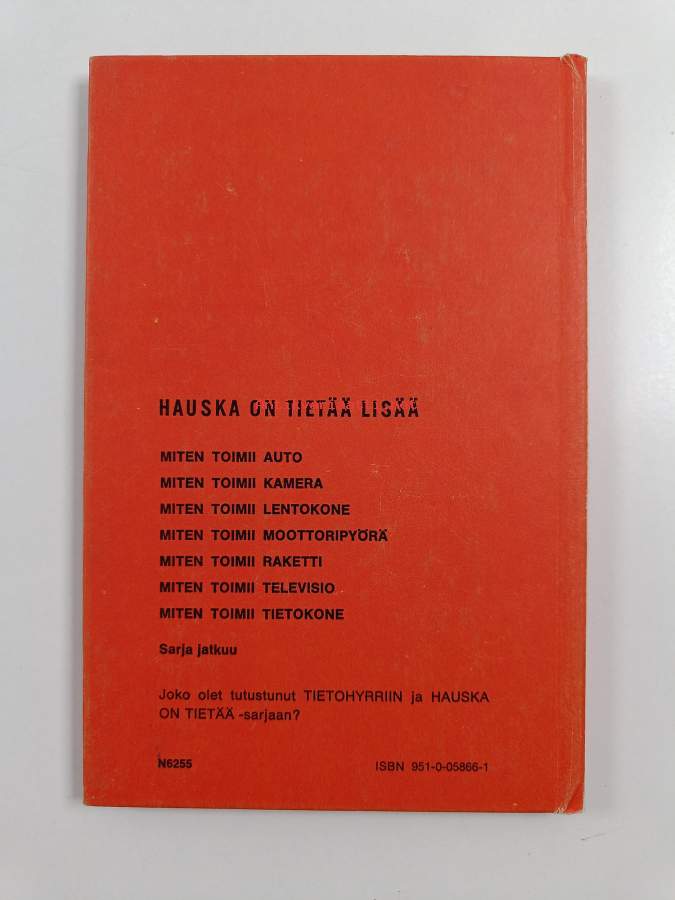 HAUSKA ON TIETÄÄ LISÄÄ
MITEN TOIMII AUTO
MITEN TOIMII KAMERA
MITEN TOIMII LENTOKONE
MITEN TOIMII MOOTTORIPYÖRÄ
MITEN TOIMII RAKETTI
MITEN TOIMII TELEVISIO
MITEN TOIMII TIETOKONE
Sarja jatkuu
Joko olet tutustunut TIETOHYRRIIN ja HAUSKA
ON TIETÄÄ -sarjaan?
N6255 ISBN 951-0-05866-1